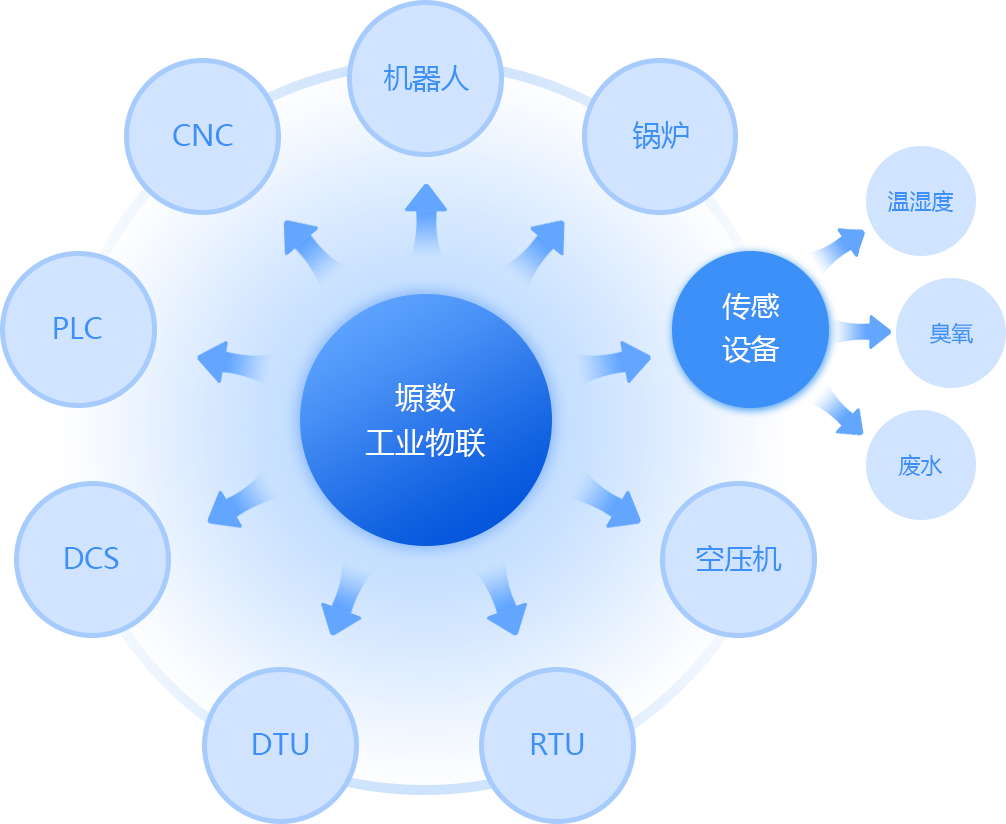 机器人
CNC
锅炉
温湿度
传感
设备
PLC
臭氧
塬数
工业物联
废水
DCS
空压机
DTU
RTU